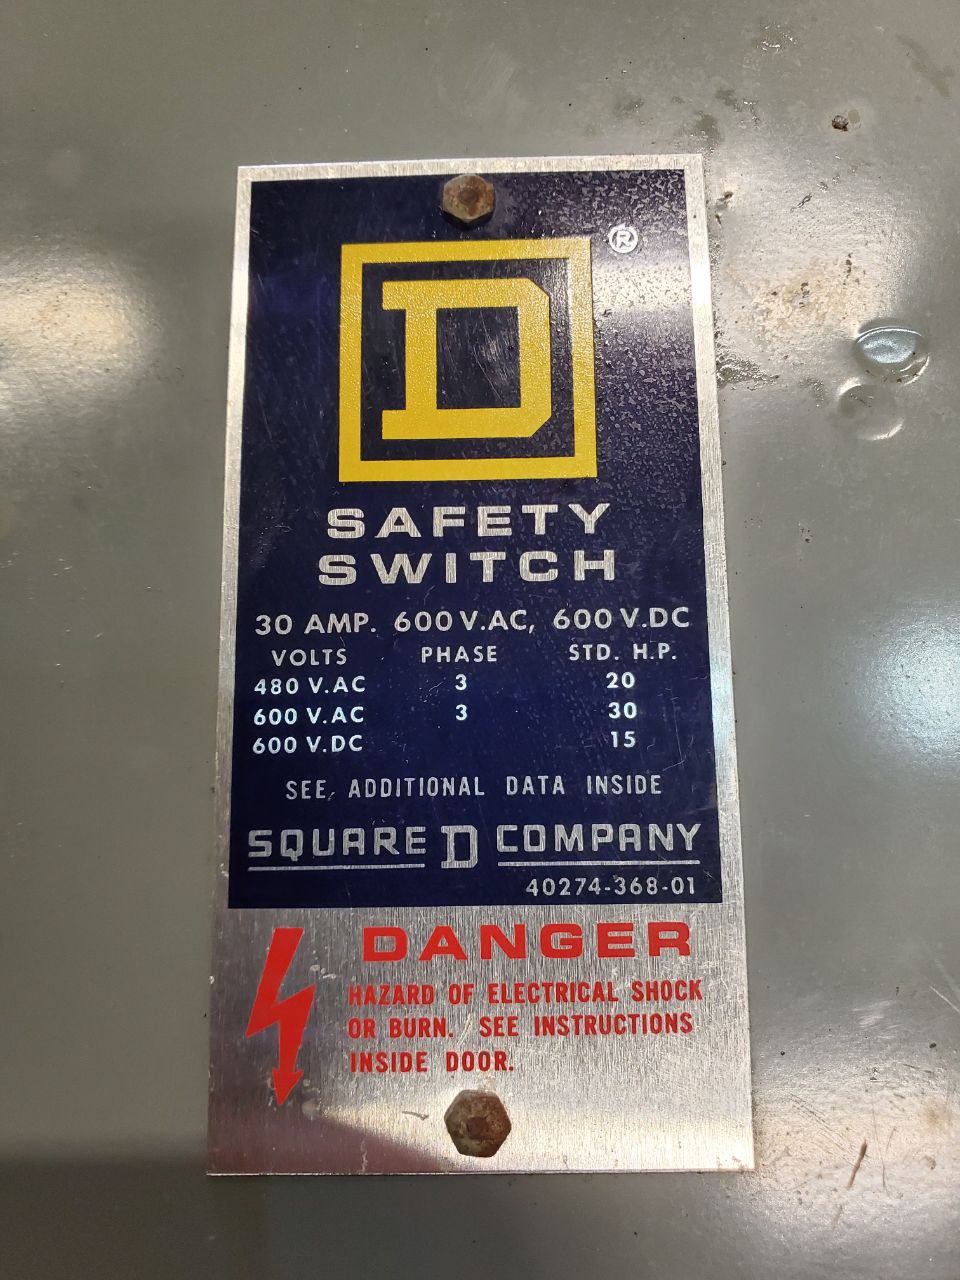 ®
D
SAFETY
SWITCH
30 AMP. 600 V.AC, 600 V.DC
VOLTS PHASE STD. H.P.
480 V.AC 3 20
600 V.AC 3 30
600 V.DC 15
SEE ADDITIONAL DATA INSIDE
SQUARE D COMPANY
40274-368-01
DANGER
HAZARD OF ELECTRICAL SHOCK
OR BURN. SEE INSTRUCTIONS
INSIDE DOOR.